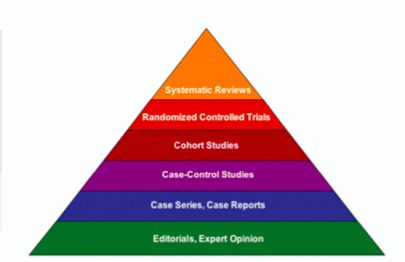 Systematic Reviews
Randomized Controlled Trials
Cohort Studies
Case-Control Studies
Case Series, Case Reports
Editorials, Expert Opinion